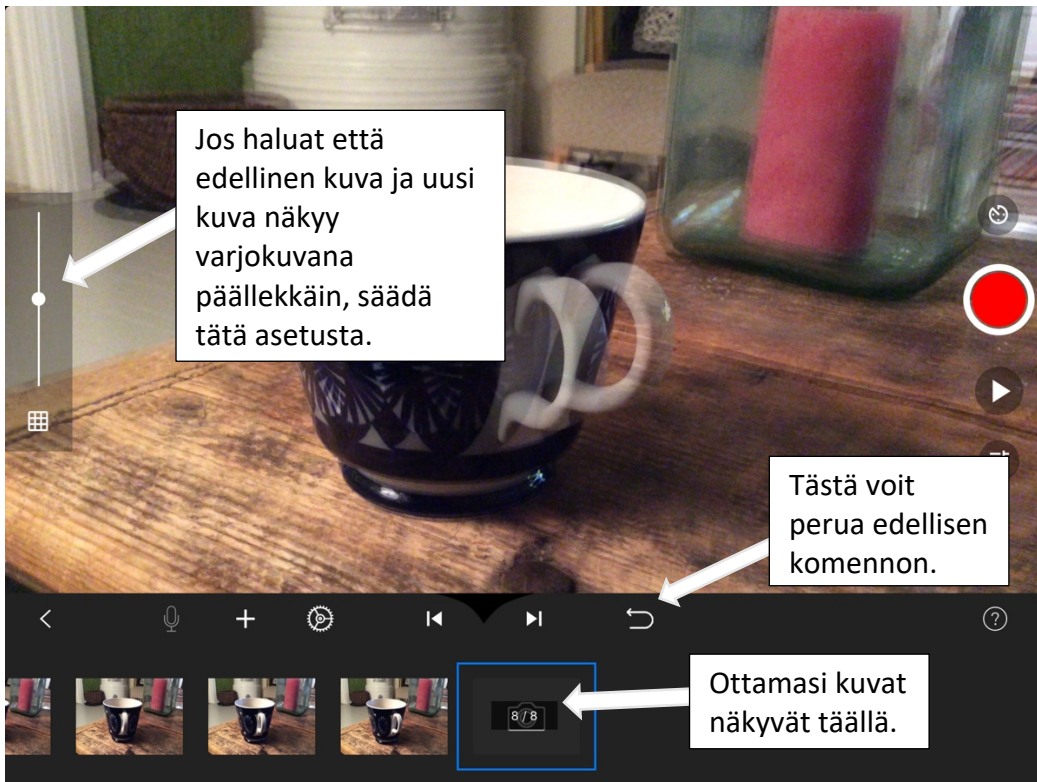 Jos haluat että
edellinen kuva ja uusi
kuva näkyy
varjokuvana
päällekkäin, säädä
tätä asetusta.
Tästä voit
perua edellisen
komennon.
?
Ottamasi kuvat
näkyvät täällä.
8/8